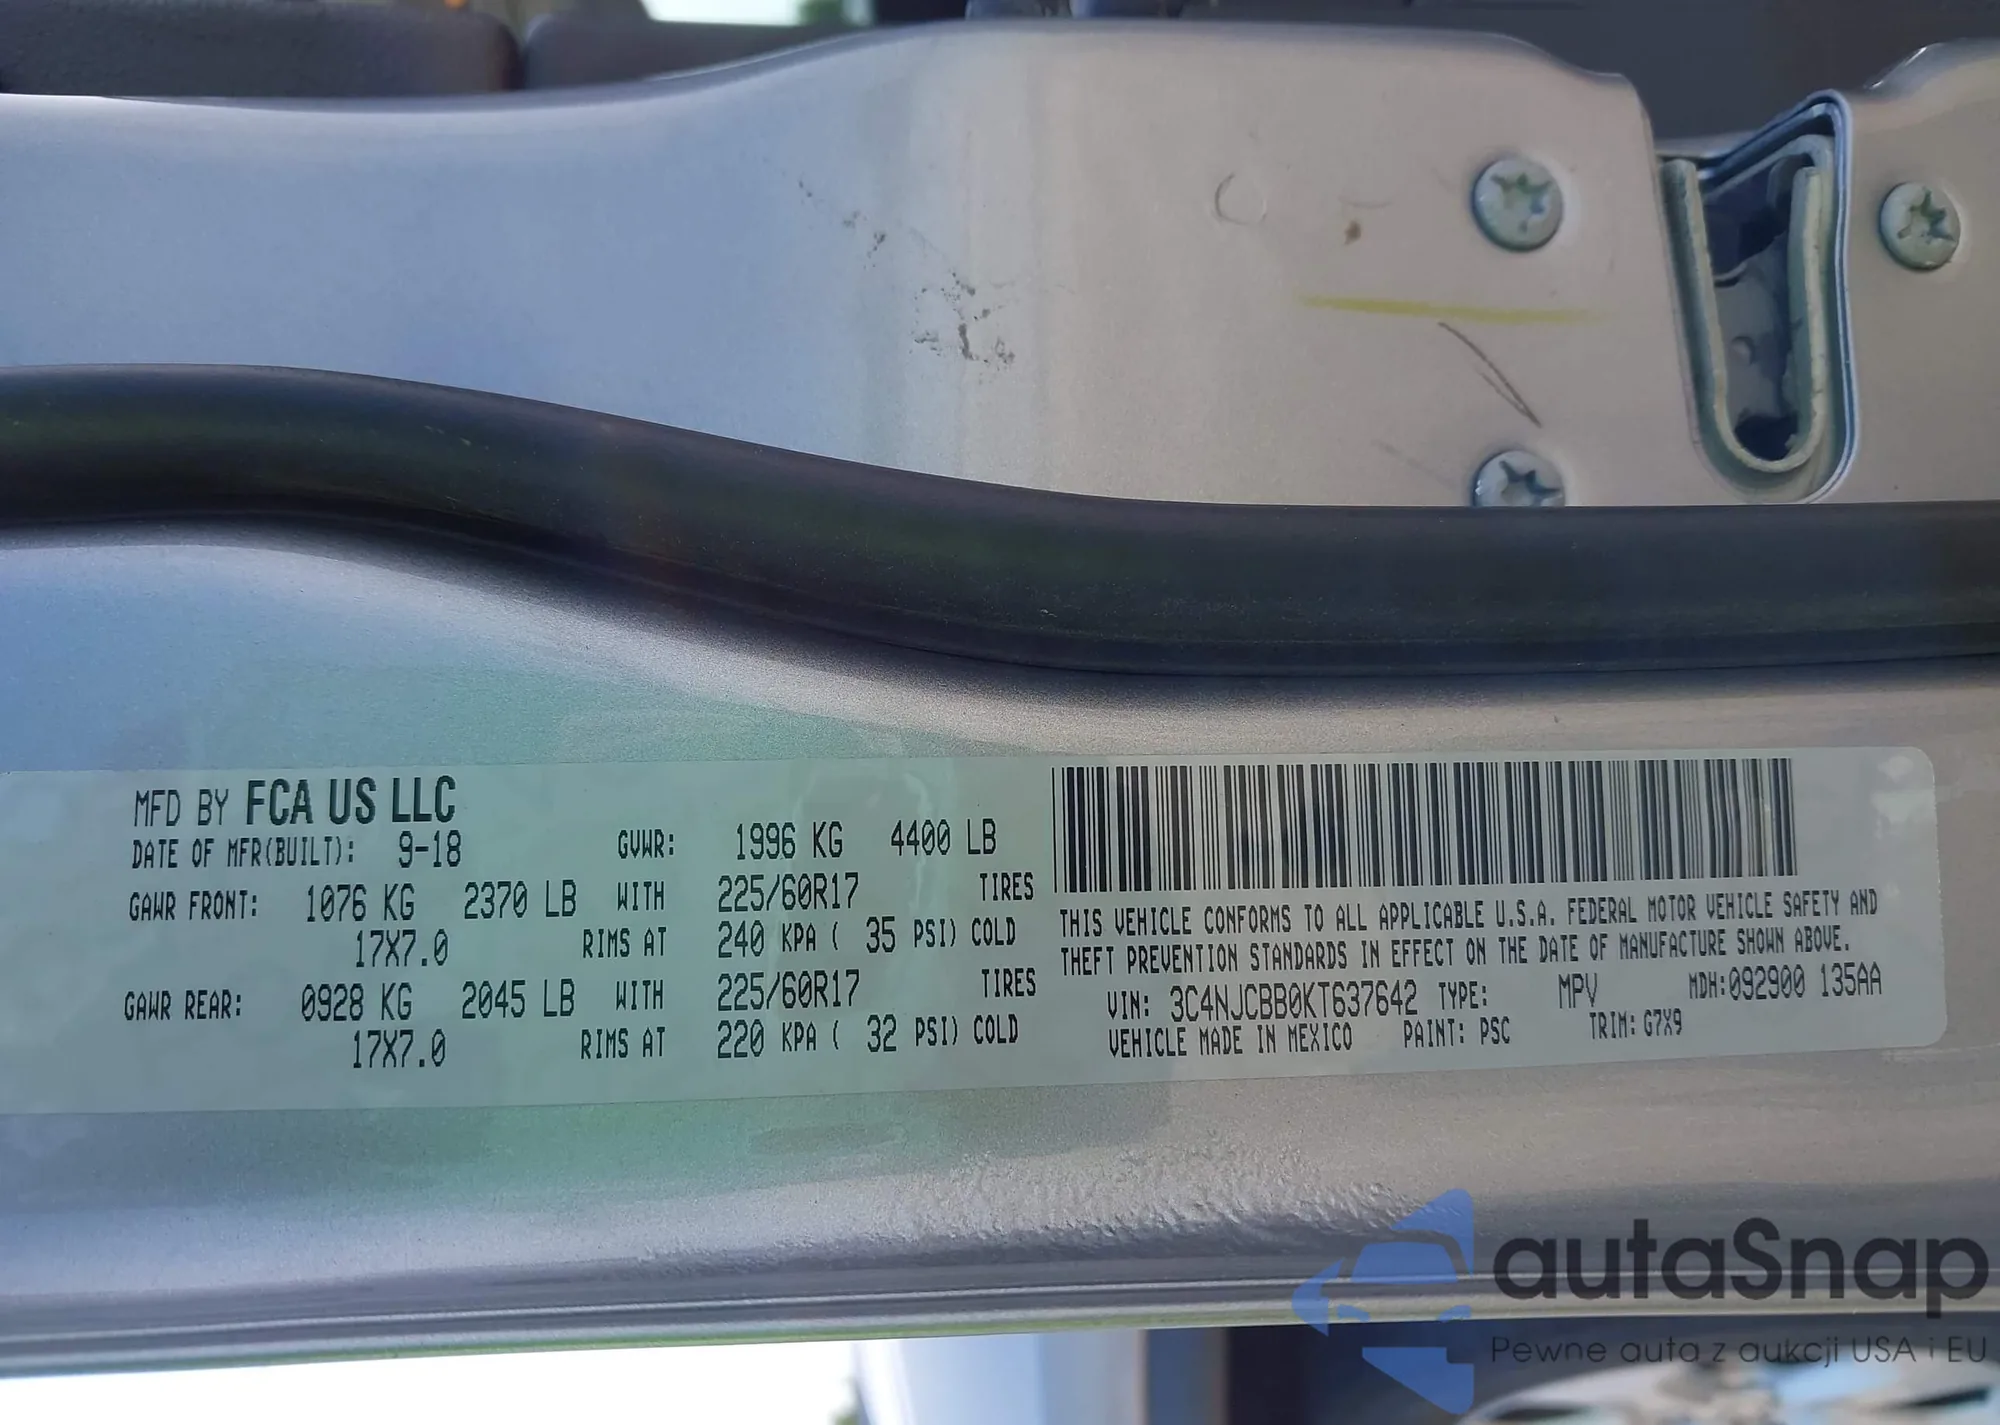 MFD BY FCA US LLC
DATE OF MFR(BUILT): 9-18 GVWR: 1996 KG 4400 LB
GAWR FRONT: 1076 KG 2370 LB WITH 225/60R17 TIRES
17X7.0 RIMS AT 240 KPA ( 35 PSI) COLD
GAWR REAR: 0928 KG 2045 LB WITH 225/60R17 TIRES
17X7.0 RIMS AT 220 KPA ( 32 PSI) COLD
THIS VEHICLE CONFORMS TO ALL APPLICABLE U.S.A. FEDERAL MOTOR VEHICLE SAFETY AND
THEFT PREVENTION STANDARDS IN EFFECT ON THE DATE OF MANUFACTURE SHOWN ABOVE.
VIN: 3C4NJCBB0KT637642 TYPE: MPV MDH:092900 135AA
VEHICLE MADE IN MEXICO PAINT: PSC TRIM: G7X9
autaSnap
Pewne auta z aukcji USA i EU